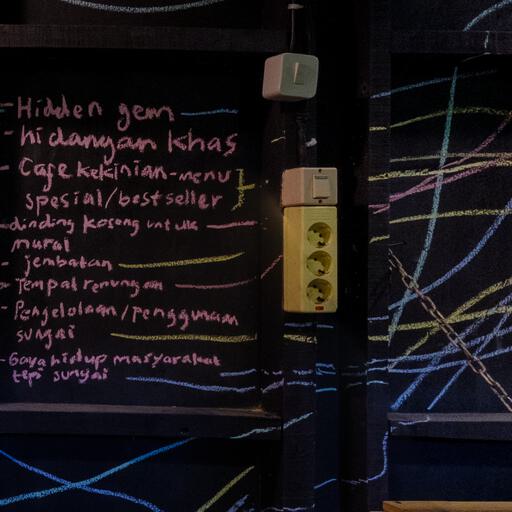 - Hidden gem
- hidangan khas
- Cafe kekinian-menu
spesial/best seller
- dinding kosong untuk
mural
- jembatan
- Tempat renungan
- Pengelolaan/penggunaan
sungai
- Gaya hidup masyarakat
tepi sungai